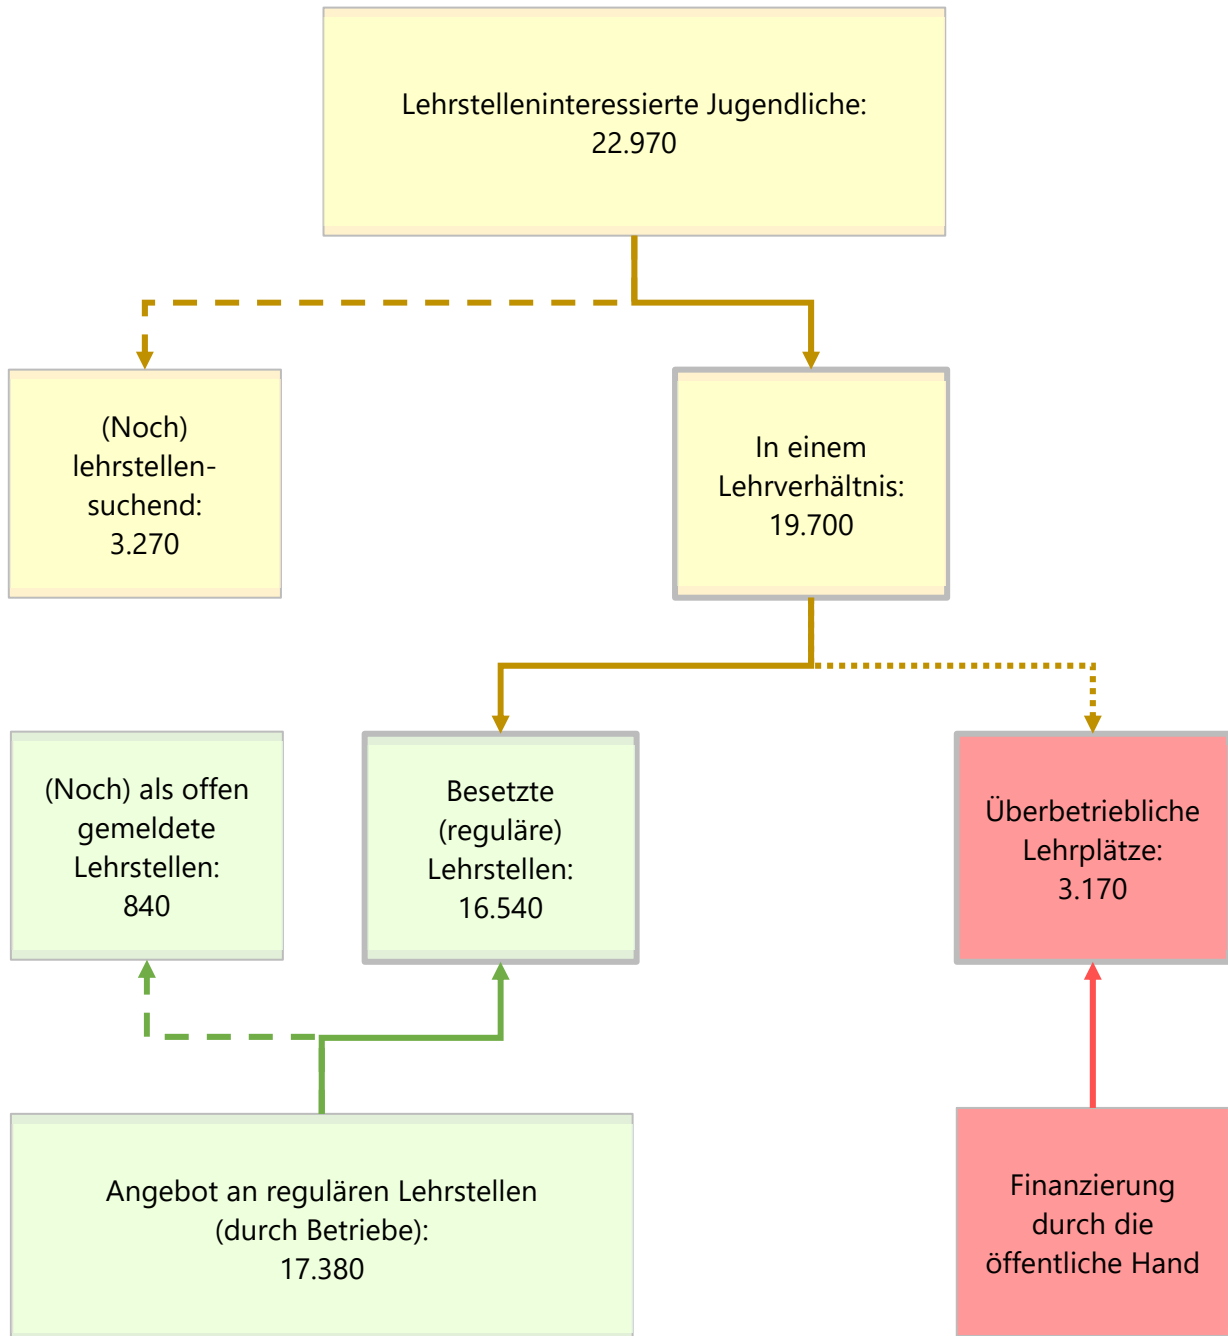 Lehrstelleninteressierte Jugendliche:
22.970
(Noch)
lehrstellen-
suchend:
3.270
In einem
Lehrverhältnis:
19.700
(Noch) als offen
gemeldete
Lehrstellen:
840
Besetzte
(reguläre)
Lehrstellen:
16.540
Überbetriebliche
Lehrplätze:
3.170
Angebot an regulären Lehrstellen
(durch Betriebe):
17.380
Finanzierung
durch die
öffentliche Hand